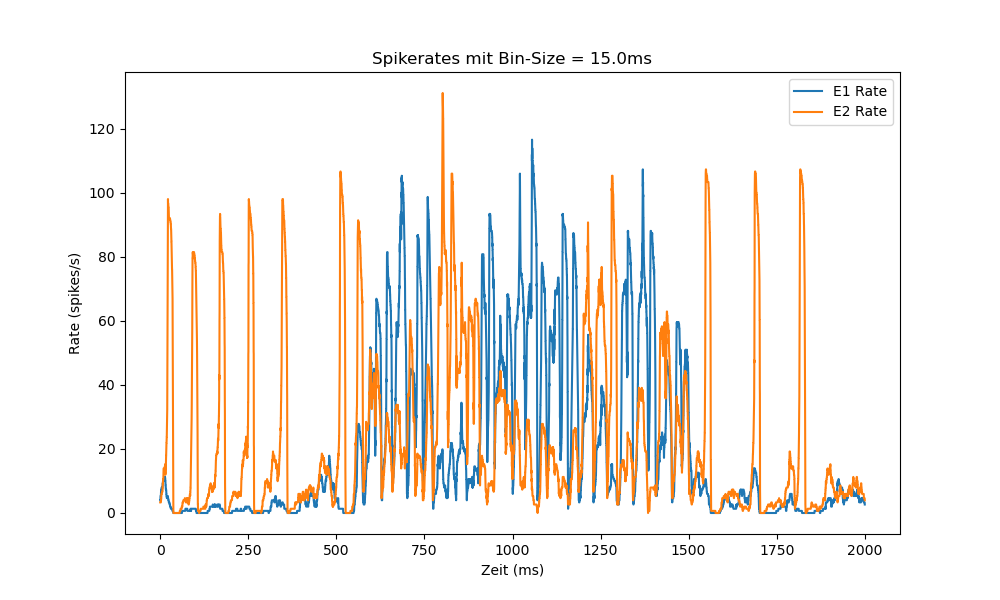 Spikerates mit Bin-Size = 15.0ms
E1 Rate
E2 Rate
Rate (spikes/s)
120
100
80
60
40
20
0
0 250 500 750 1000 1250 1500 1750 2000
Zeit (ms)